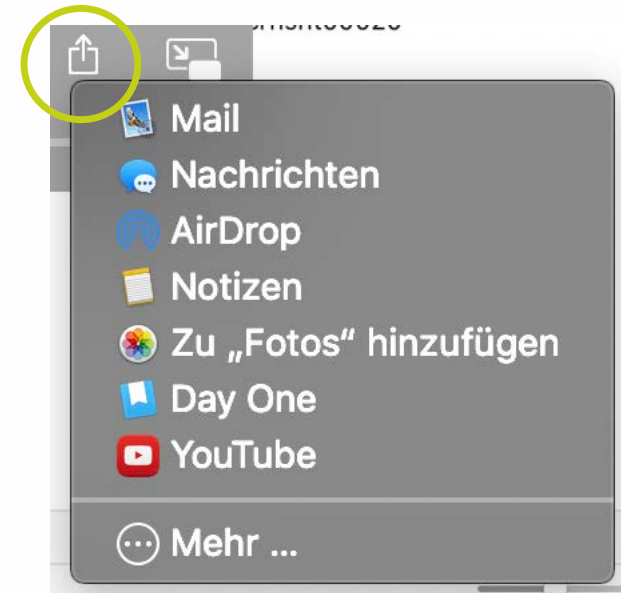 Mail
Nachrichten
AirDrop
Notizen
Zu „Fotos“ hinzufügen
Day One
YouTube
Mehr ...